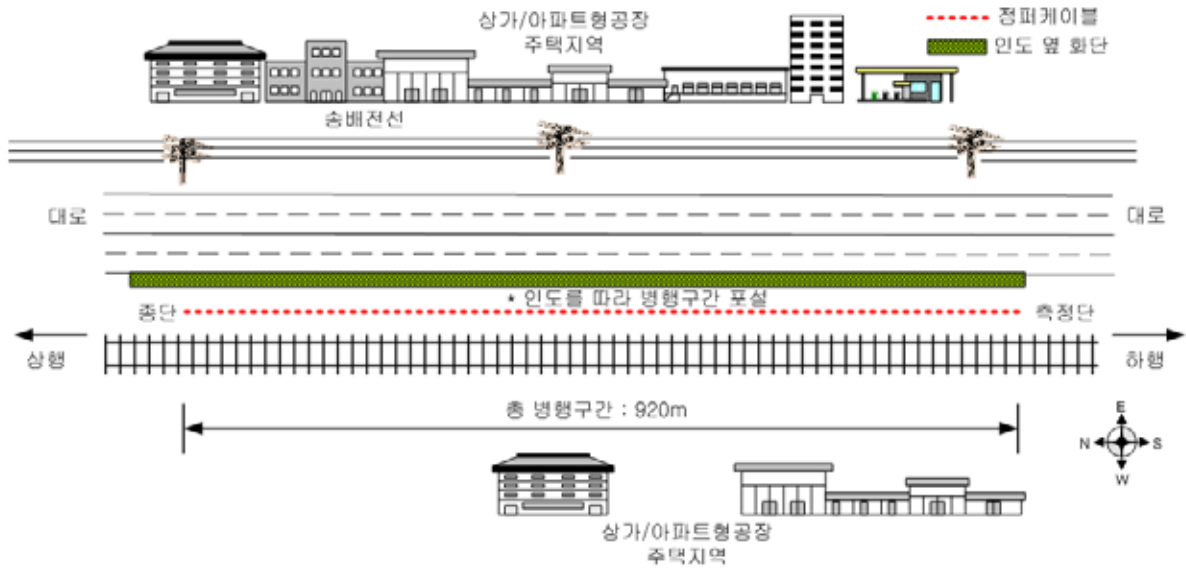 상가/아파트형공장
주택지역
점퍼케이블
인도 옆 화단
송배전선
대로
대로
* 인도를 따라 병행구간 포설
종단
측정단
상행
하행
총 병행구간 : 920m
E
N
S
W
상가/아파트형공장
주택지역